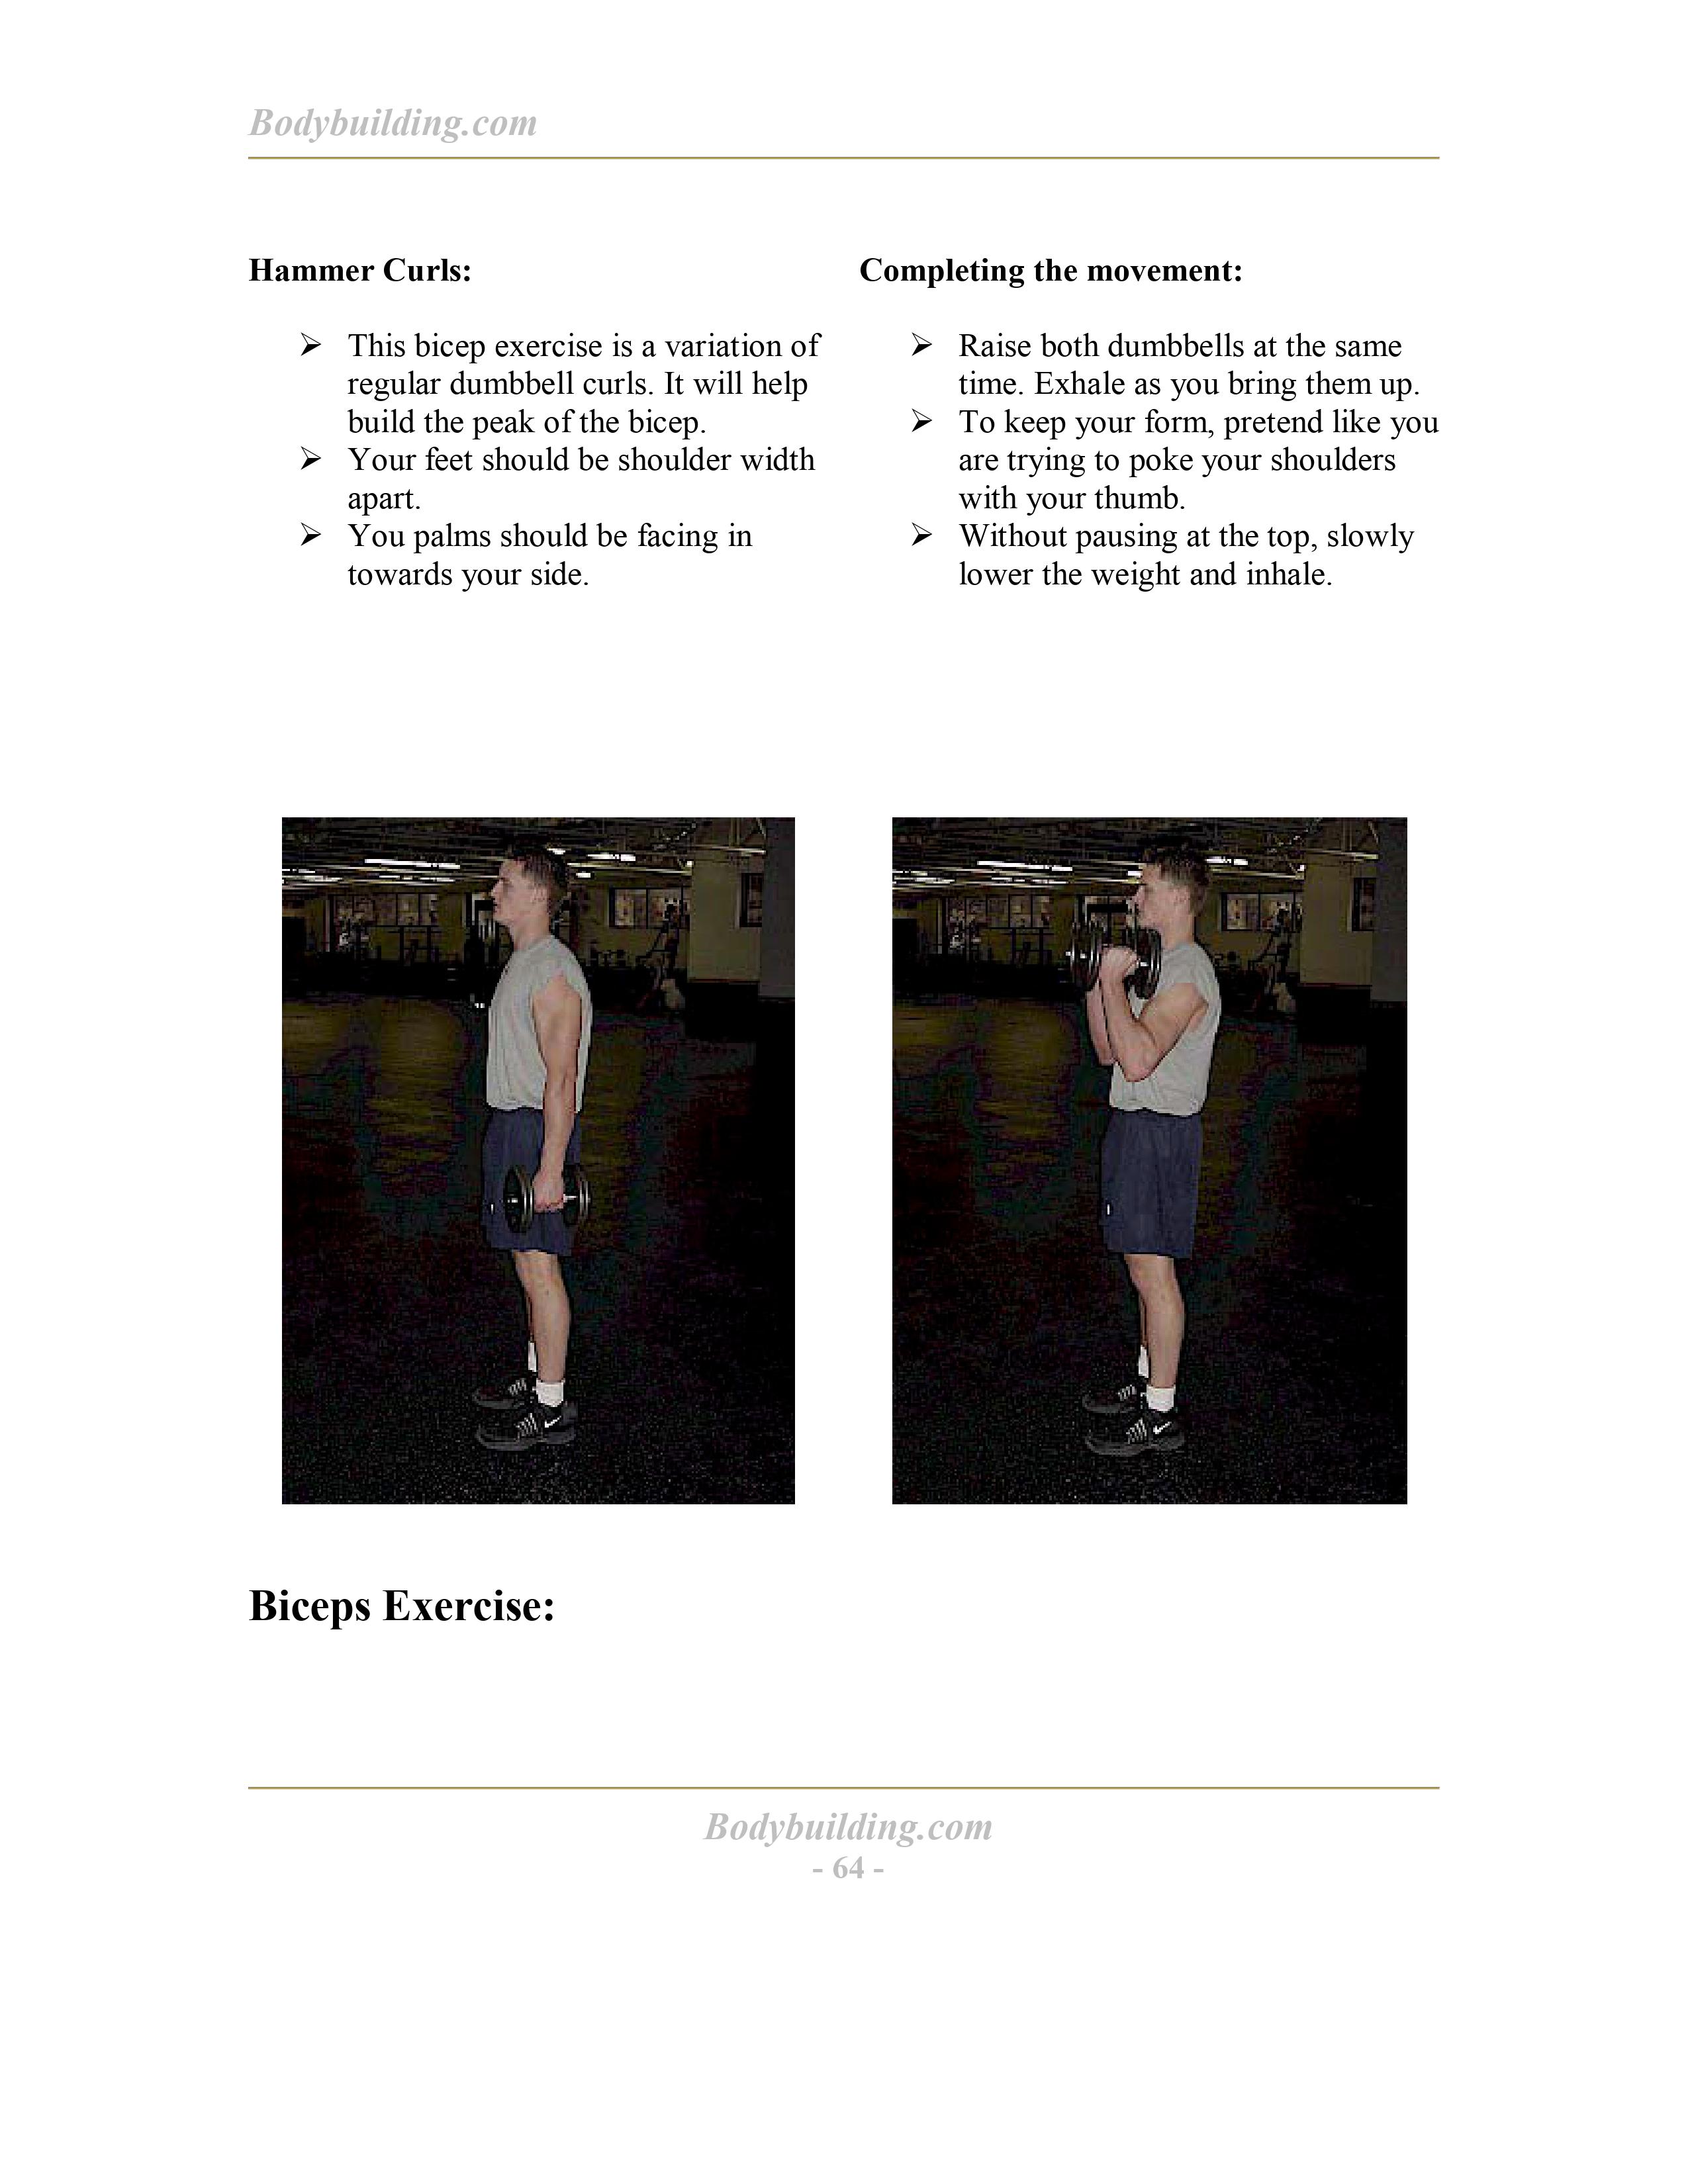 Bodybuilding.com
Hammer Curls:
➢ This bicep exercise is a variation of
regular dumbbell curls. It will help
build the peak of the bicep.
➢ Your feet should be shoulder width
apart.
➢ You palms should be facing in
towards your side.
Completing the movement:
➢ Raise both dumbbells at the same
time. Exhale as you bring them up.
➢ To keep your form, pretend like you
are trying to poke your shoulders
with your thumb.
➢ Without pausing at the top, slowly
lower the weight and inhale.
Biceps Exercise:
Bodybuilding.com
- 64 -